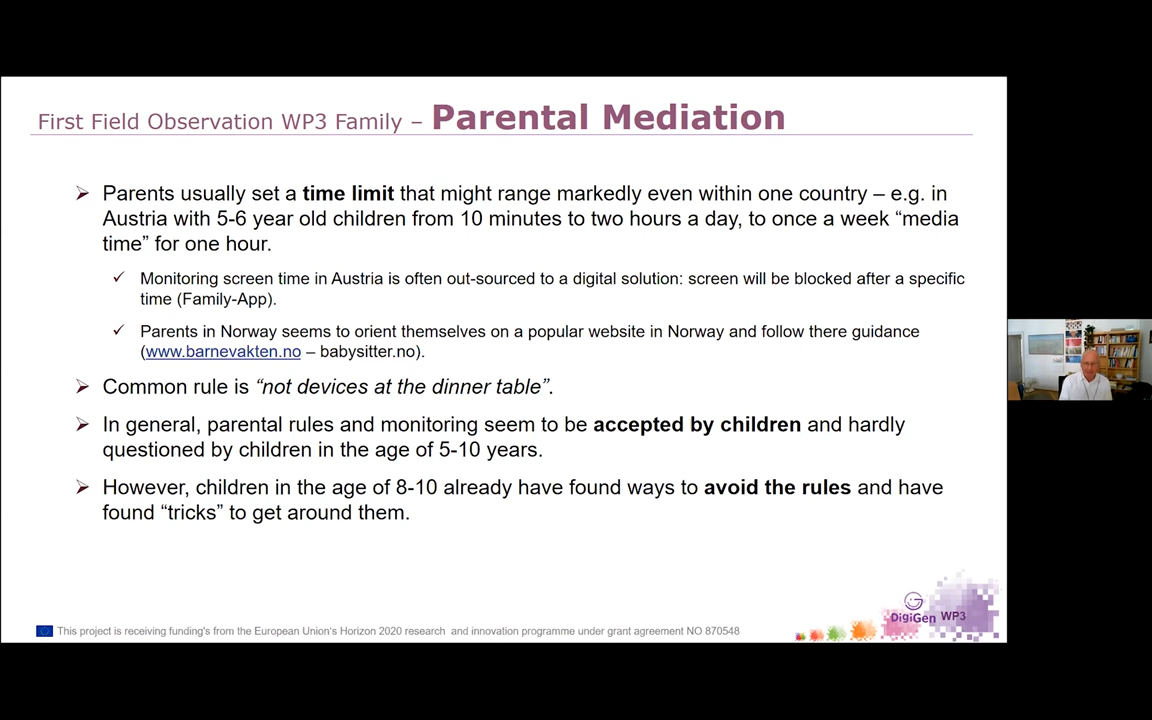 First Field Observation WP3 Family – Parental Mediation
Parents usually set a time limit that might range markedly even within one country – e.g. in
Austria with 5-6 year old children from 10 minutes to two hours a day, to once a week “media
time” for one hour.
Monitoring screen time in Austria is often out-sourced to a digital solution: screen will be blocked after a specific
time (Family-App).
Parents in Norway seems to orient themselves on a popular website in Norway and follow there guidance
(www.barnevakten.no – babysitter.no).
Common rule is “not devices at the dinner table”.
In general, parental rules and monitoring seem to be accepted by children and hardly
questioned by children in the age of 5-10 years.
However, children in the age of 8-10 already have found ways to avoid the rules and have
found “tricks” to get around them.
DigiGen WP3
This project is receiving funding's from the European Union's Horizon 2020 research and innovation programme under grant agreement NO 870548